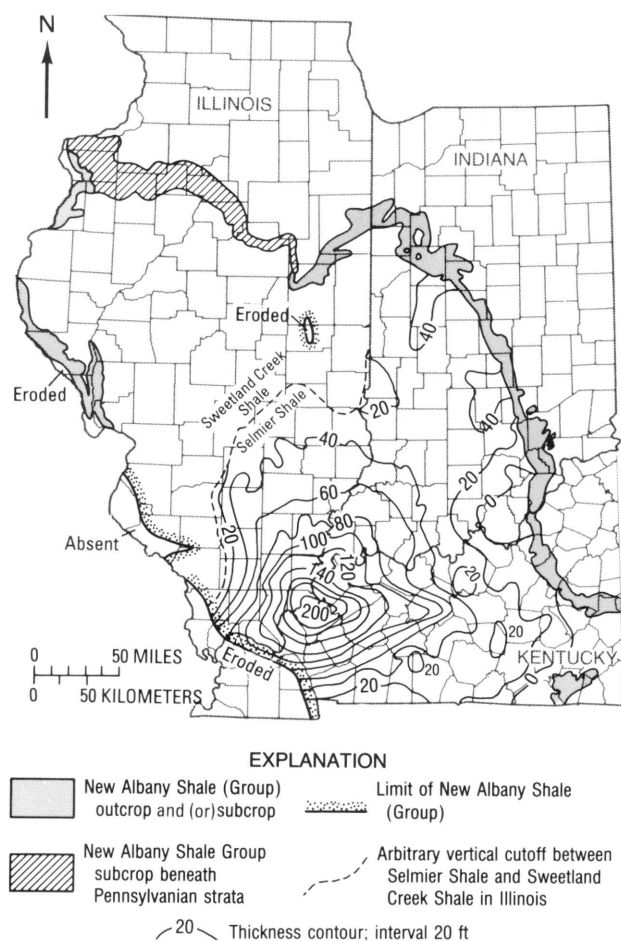 N
ILLINOIS
INDIANA
40
Eroded
Sweetland Creek
Shale
Selmier Shale
20
Eroded
40
40
20
60
0
20
80
100
Absent
140
120
20
200
20
0 50 MILES
Eroded
20
20
KENTUCKY
0 50 KILOMETERS
20
0
EXPLANATION
New Albany Shale (Group)
outcrop and (or) subcrop
Limit of New Albany Shale
(Group)
New Albany Shale Group
subcrop beneath
Pennsylvanian strata
Arbitrary vertical cutoff between
Selmier Shale and Sweetland
Creek Shale in Illinois
20 Thickness contour; interval 20 ft